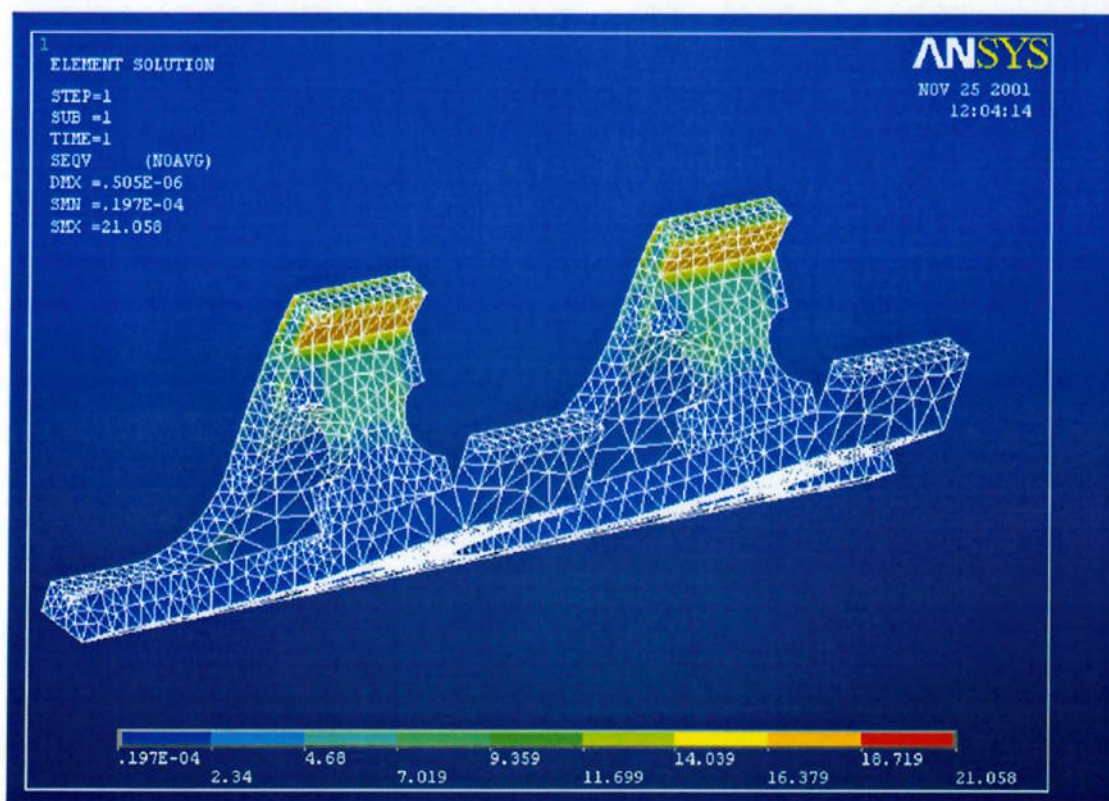 1
ELEMENT SOLUTION
STEP=1
SUB =1
TIME=1
SEQV (NOAVG)
DMX =.505E-06
SMN =.197E-04
SMX =21.058
ANSYS
NOV 25 2001
12:04:14
.197E-04 4.68 9.359 14.039 18.719
2.34 7.019 11.699 16.379 21.058